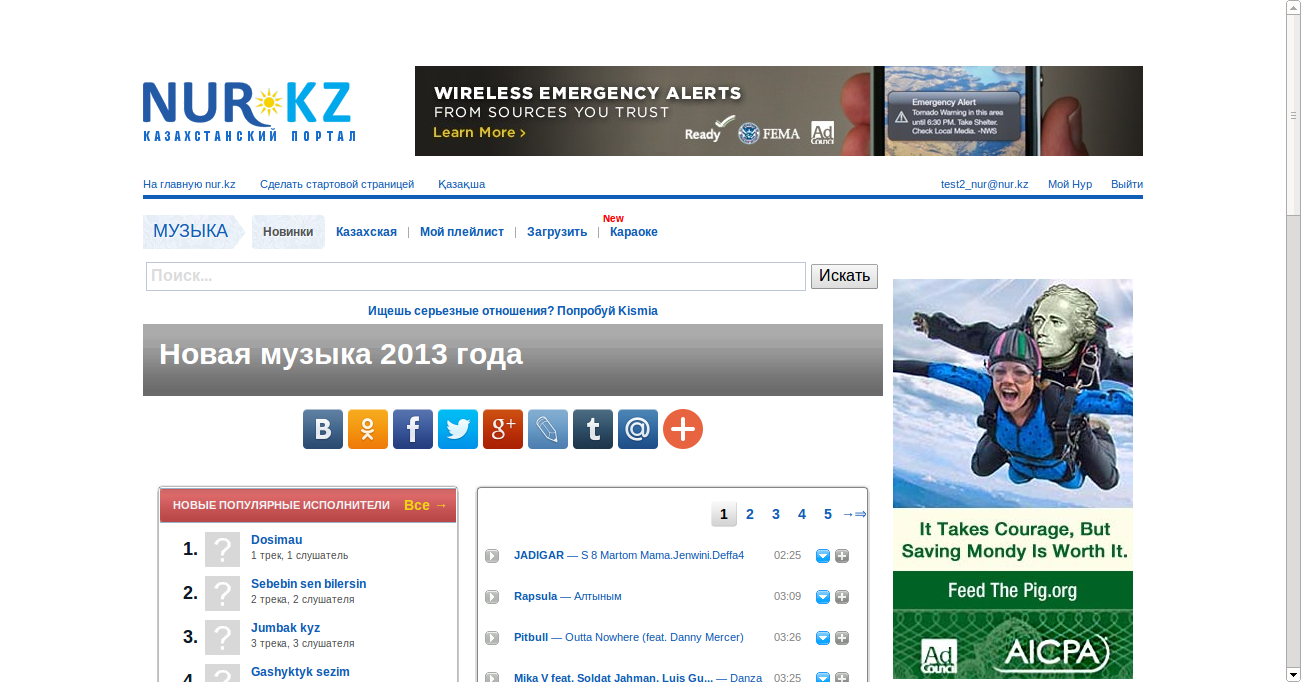 NUR KZ
КАЗАХСТАНСКИЙ ПОРТАЛ
WIRELESS EMERGENCY ALERTS
FROM SOURCES YOU TRUST
Learn More >
Ready
FEMA
Ad Council
Emergency Alert
Tornado Warning in this area
until 6:30 PM. Take Shelter.
Check Local Media. -NWS
На главную nur.kz
Сделать стартовой страницей
Қазақша
test2_nur@nur.kz
Мой Нур
Выйти
МУЗЫКА
Новинки
Казахская
Мой плейлист
Загрузить
New
Караоке
Поиск...
Искать
Ищешь серьезные отношения? Попробуй Kismia
Новая музыка 2013 года
НОВЫЕ ПОПУЛЯРНЫЕ ИСПОЛНИТЕЛИ Все →
1. Dosimau
1 трек, 1 слушатель
2. Sebebin sen bilersin
2 трека, 2 слушателя
3. Jumbak kyz
3 трека, 3 слушателя
4. Gashyktyk sezim
1 2 3 4 5 →⇒
JADIGAR — S 8 Martom Mama.Jenwini.Deffa4 02:25
Rapsula — Алтыным 03:09
Pitbull — Outta Nowhere (feat. Danny Mercer) 03:26
Mika V feat. Soldat Jahman, Luis Gu... — Danza 03:25
It Takes Courage, But
Saving Mondy Is Worth It.
Feed The Pig.org
Ad Council
AICPA